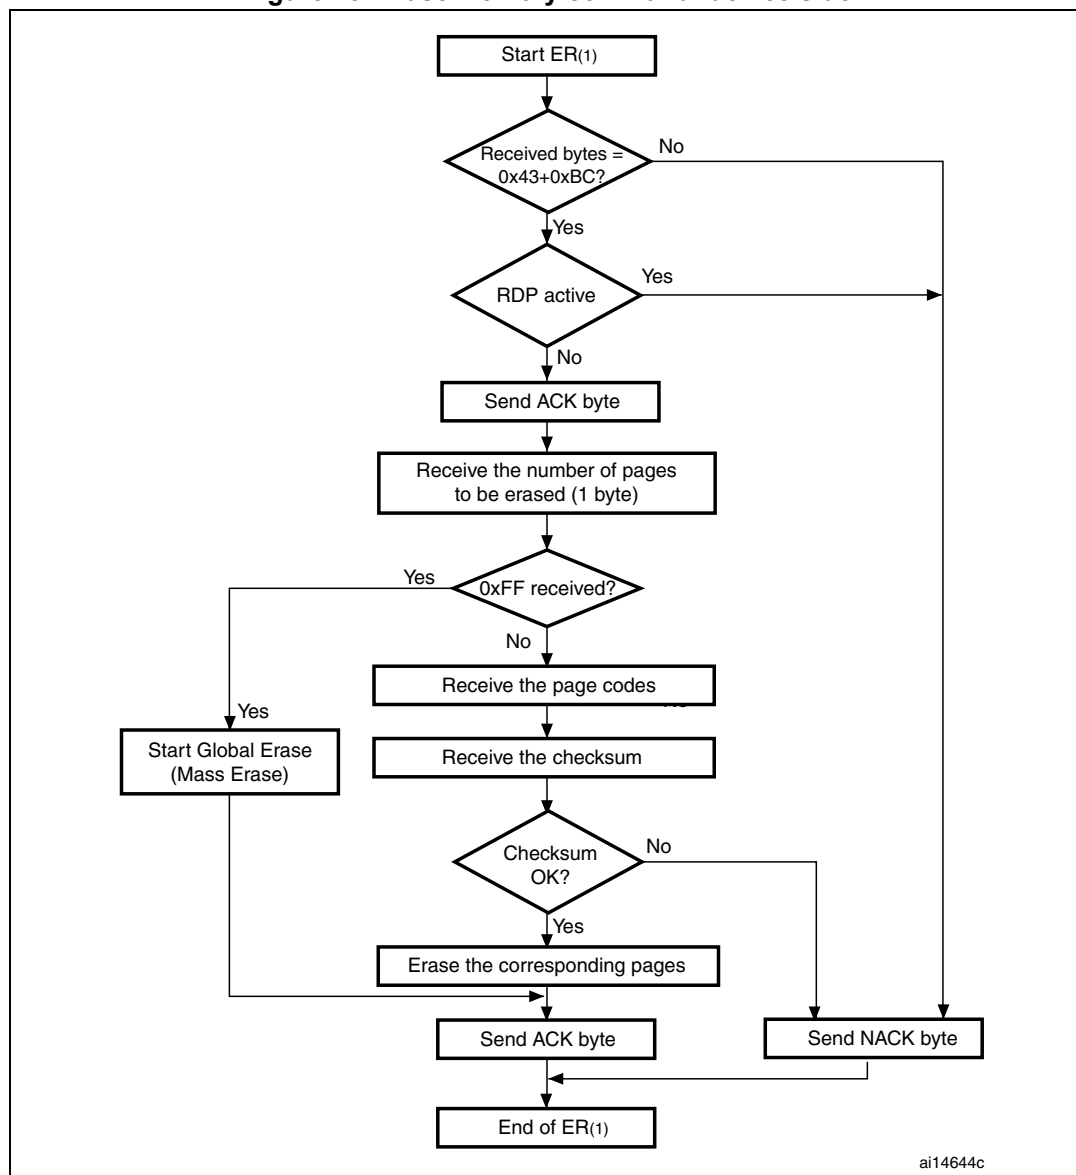 Start ER(1)
Received bytes =
0x43+0xBC?
No
Yes
RDP active
Yes
No
Send ACK byte
Receive the number of pages
to be erased (1 byte)
Yes
0xFF received?
No
Receive the page codes
Yes
Start Global Erase
(Mass Erase)
Receive the checksum
Checksum
OK?
No
Yes
Erase the corresponding pages
Send ACK byte
Send NACK byte
End of ER(1)
ai14644c